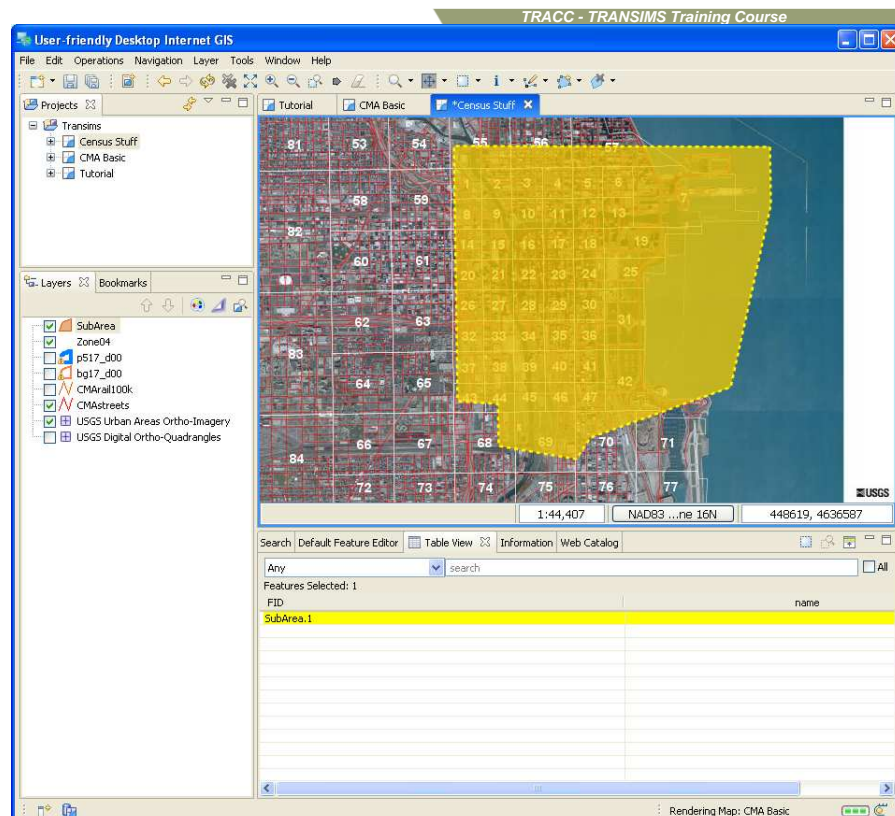 TRACC - TRANSIMS Training Course
User-friendly Desktop Internet GIS
File Edit Operations Navigation Layer Tools Window Help
Projects
Transims
Census Stuff
CMA Basic
Tutorial
Layers Bookmarks
SubArea
Zone04
p517_d00
bg17_d00
CMArail100k
CMAstreets
USGS Urban Areas Ortho-Imagery
USGS Digital Ortho-Quadrangles
Tutorial CMA Basic *Census Stuff
81 53 54 55 56 57
1 2 3 4 5 6 7
58 59
8 9 10 11 12 13
82
14 15 16 17 18 19
60 61
20 21 22 23 24 25
26 27 28 29 30
62 63 31
32 33 34 35 36
83
37 38 39 40 41
64 65 42
43 44 45 46 47
66 67 68 69 70 71
84
72 73 74 75 76 77
USGS
1:44,407 NAD83 ...ne 16N 448619, 4636587
Search Default Feature Editor Table View Information Web Catalog
Any search All
Features Selected: 1
FID name
SubArea.1
Rendering Map: CMA Basic